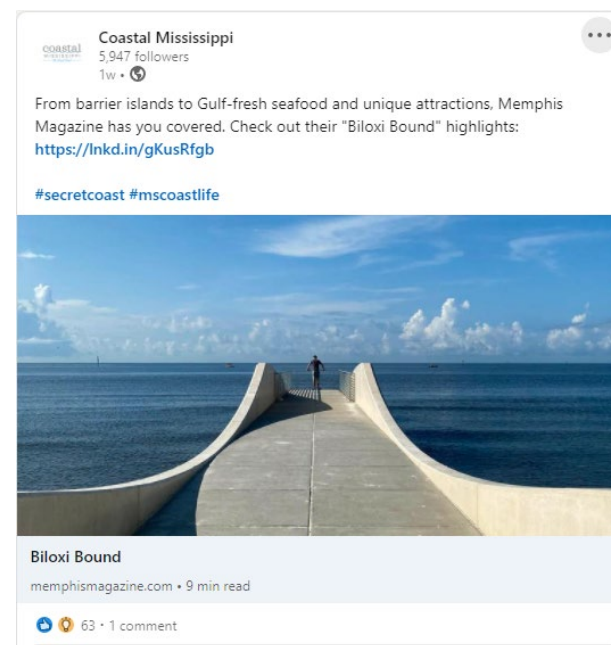 coastal
Coastal Mississippi
5,947 followers
1w •
From barrier islands to Gulf-fresh seafood and unique attractions, Memphis
Magazine has you covered. Check out their "Biloxi Bound" highlights:
https://lnkd.in/gKusRfgb
#secretcoast #mscoastlife
Biloxi Bound
memphismagazine.com • 9 min read
63 · 1 comment